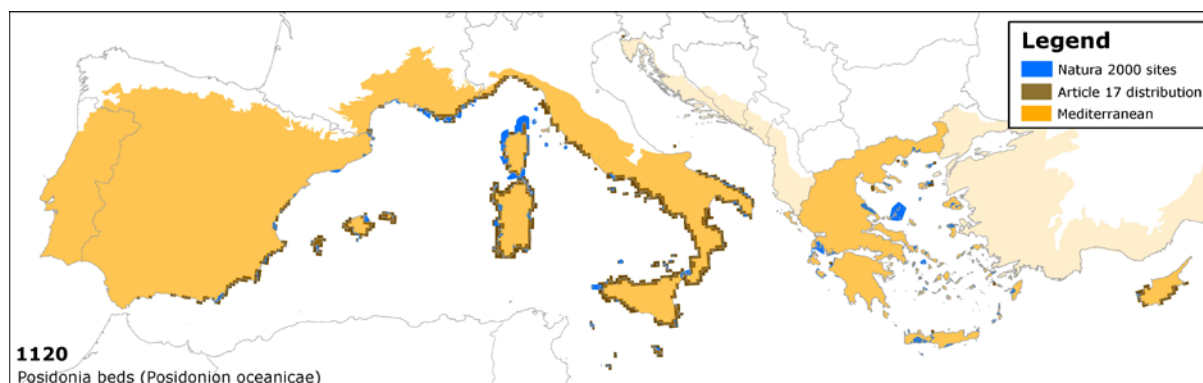 Legend
Natura 2000 sites
Article 17 distribution
Mediterranean
1120
Posidonia beds (Posidonion oceanicae)